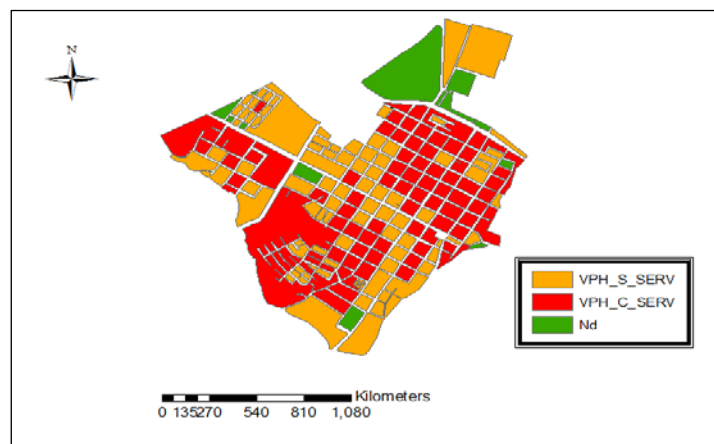 N
VPH_S_SERV
VPH_C_SERV
Nd
Kilometers
0 135270 540 810 1,080